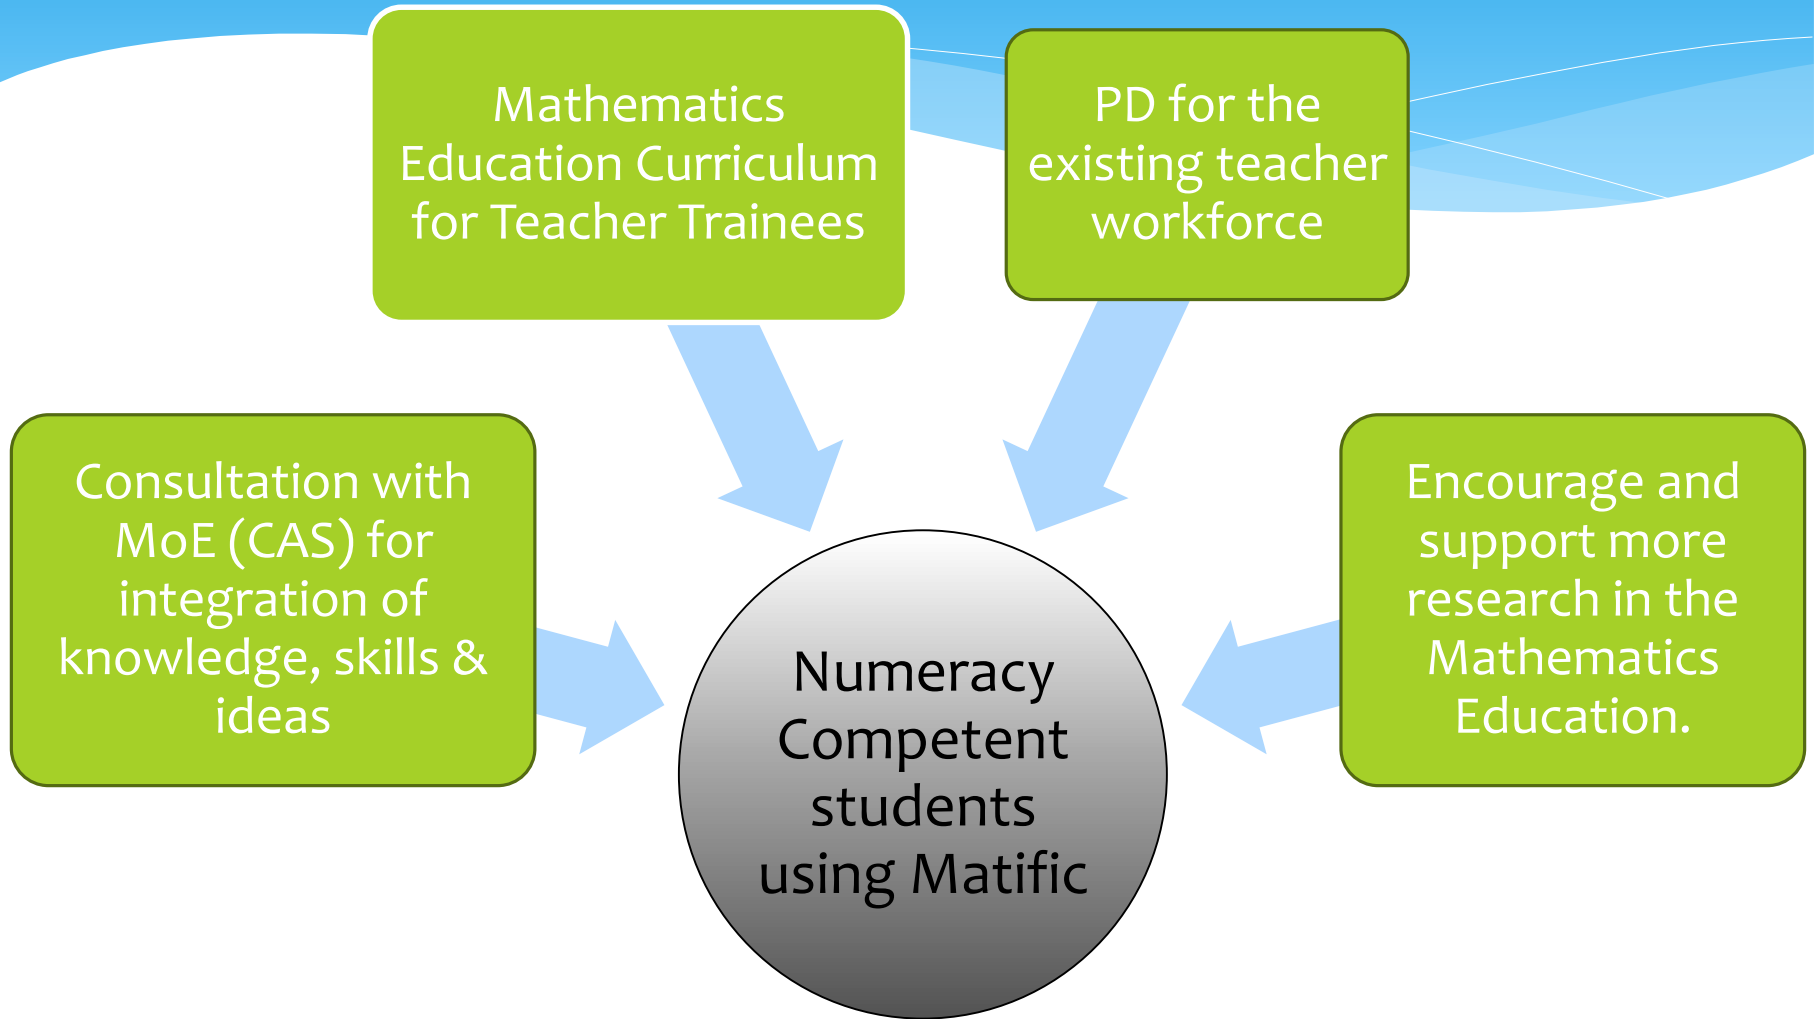 Mathematics
Education Curriculum
for Teacher Trainees
PD for the
existing teacher
workforce
Consultation with
MoE (CAS) for
integration of
knowledge, skills &
ideas
Encourage and
support more
research in the
Mathematics
Education.
Numeracy
Competent
students
using Matific